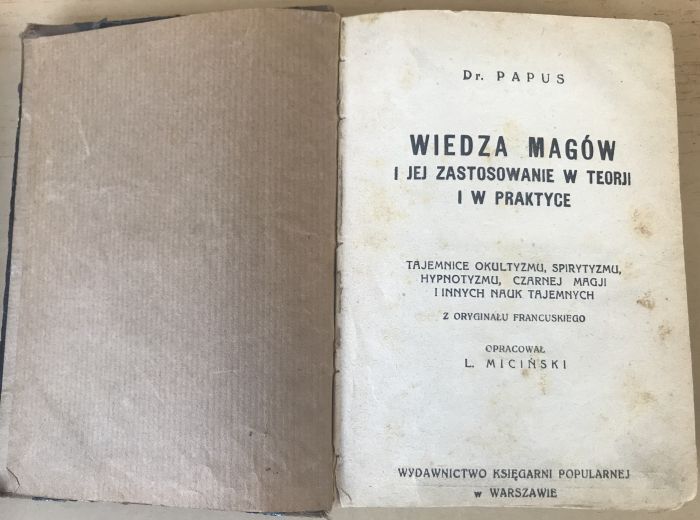 Dr. PAPUS
WIEDZA MAGÓW
I JEJ ZASTOSOWANIE W TEORJI
I W PRAKTYCE
TAJEMNICE OKULTYZMU, SPIRYTYZMU,
HYPNOTYZMU, CZARNEJ MAGJI
I INNYCH NAUK TAJEMNYCH
Z ORYGINAŁU FRANCUSKIEGO
OPRACOWAŁ
L. MICIŃSKI
WYDAWNICTWO KSIĘGARNI POPULARNEJ
w WARSZAWIE